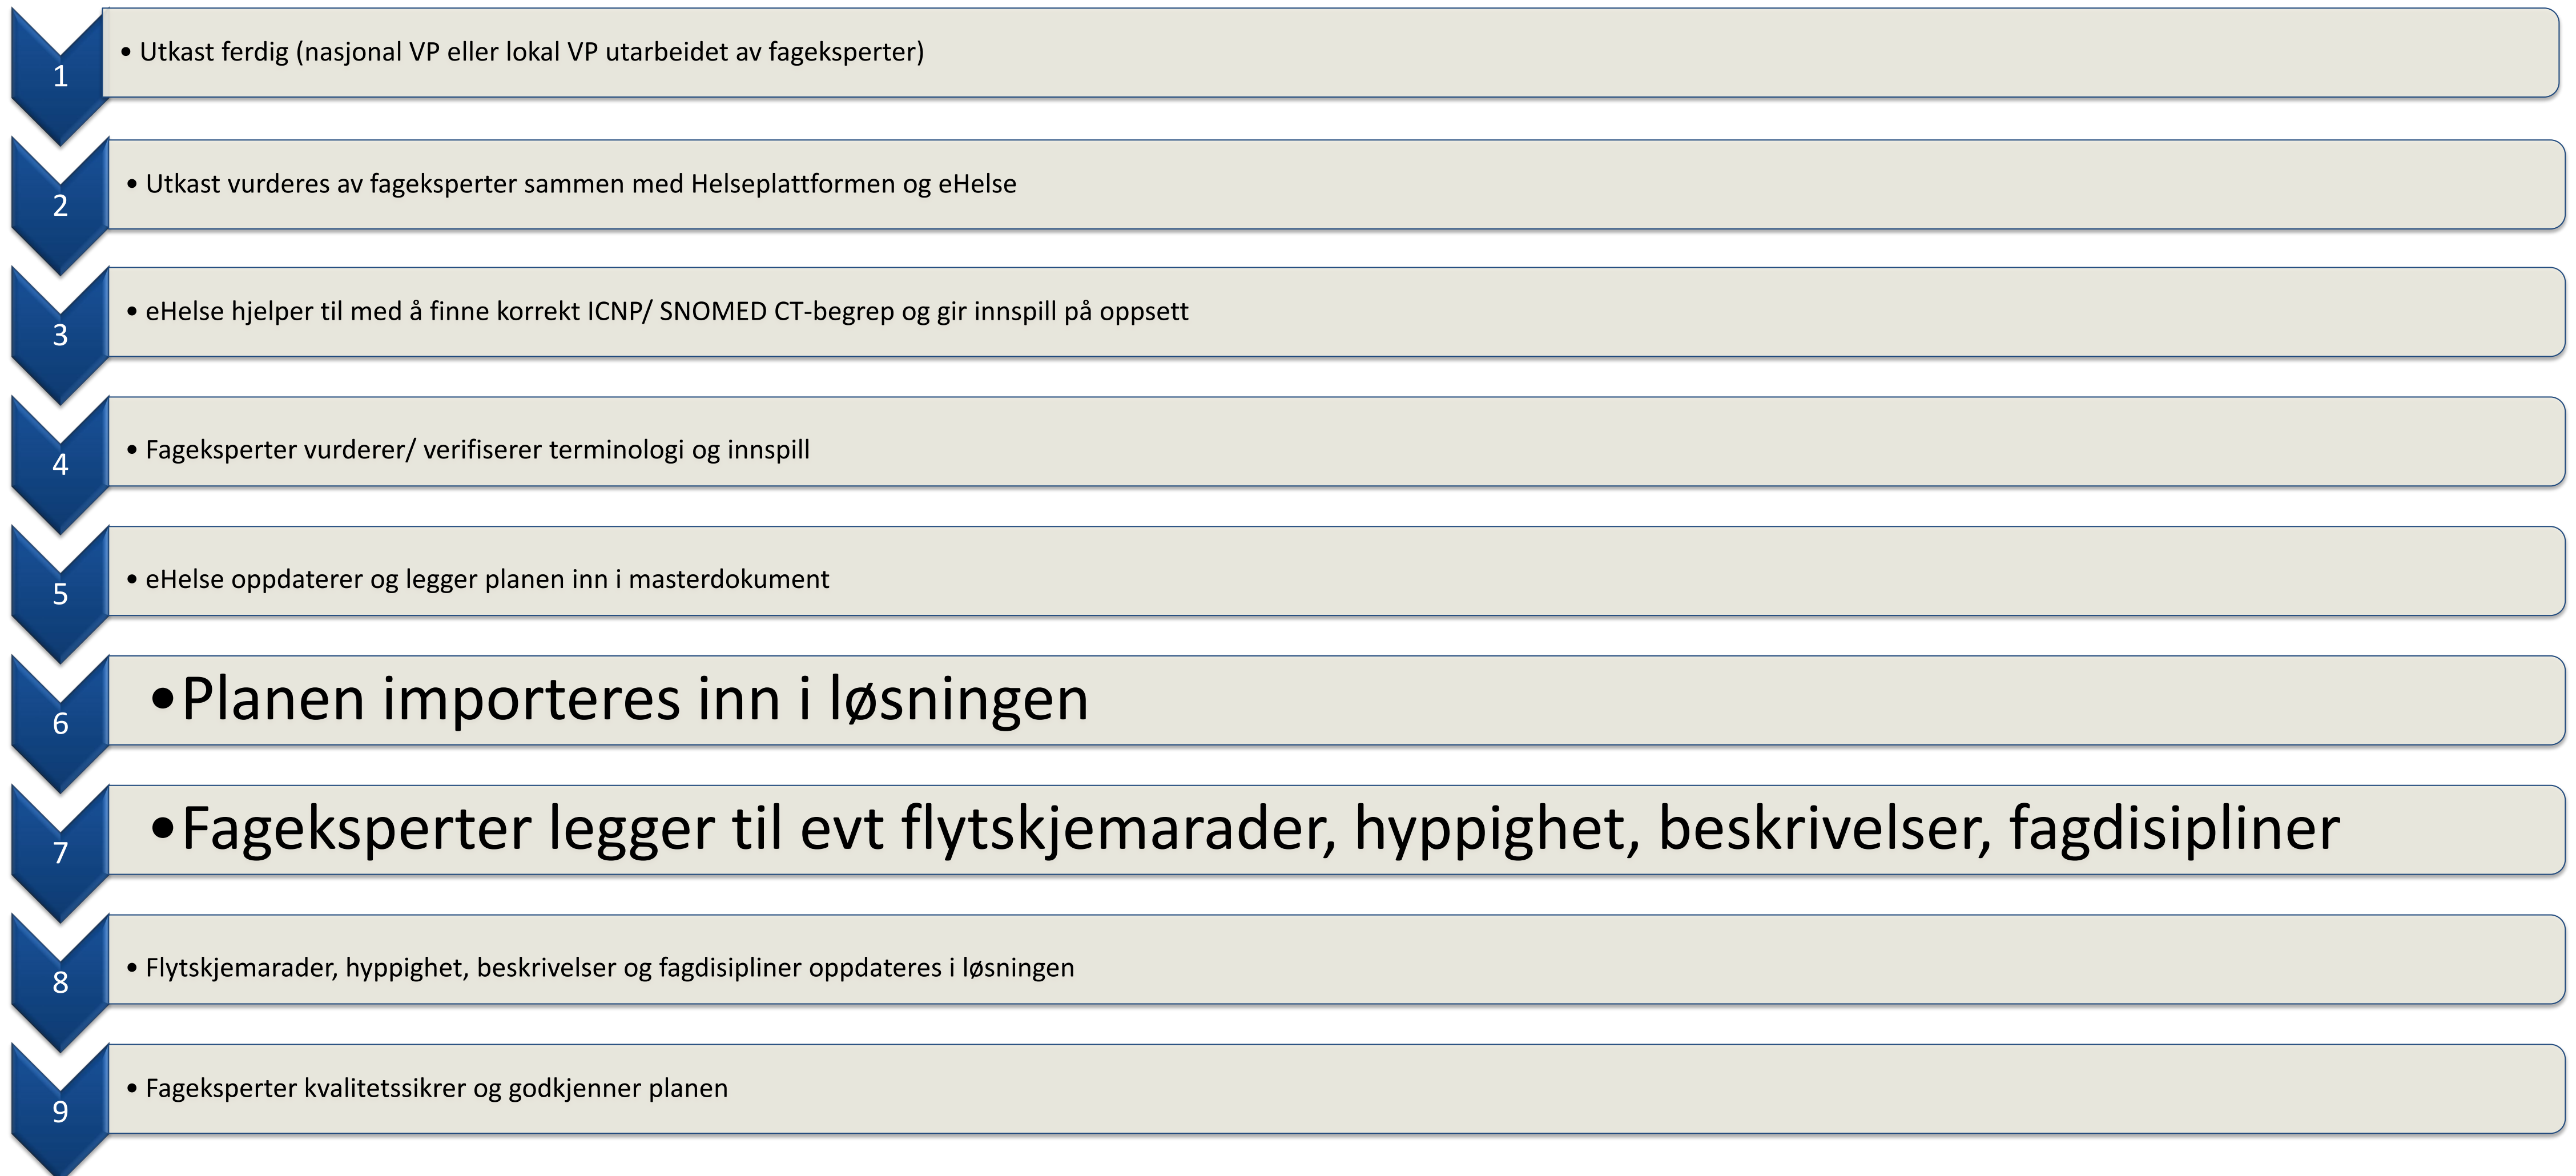 1
• Utkast ferdig (nasjonal VP eller lokal VP utarbeidet av fageksperter)
2
• Utkast vurderes av fageksperter sammen med Helseplattformen og eHelse
3
• eHelse hjelper til med å finne korrekt ICNP/ SNOMED CT-begrep og gir innspill på oppsett
4
• Fageksperter vurderer/ verifiserer terminologi og innspill
5
• eHelse oppdaterer og legger planen inn i masterdokument
6
•Planen importeres inn i løsningen
7
•Fageksperter legger til evt flytskjemarader, hyppighet, beskrivelser, fagdisipliner
8
• Flytskjemarader, hyppighet, beskrivelser og fagdisipliner oppdateres i løsningen
9
• Fageksperter kvalitetssikrer og godkjenner planen